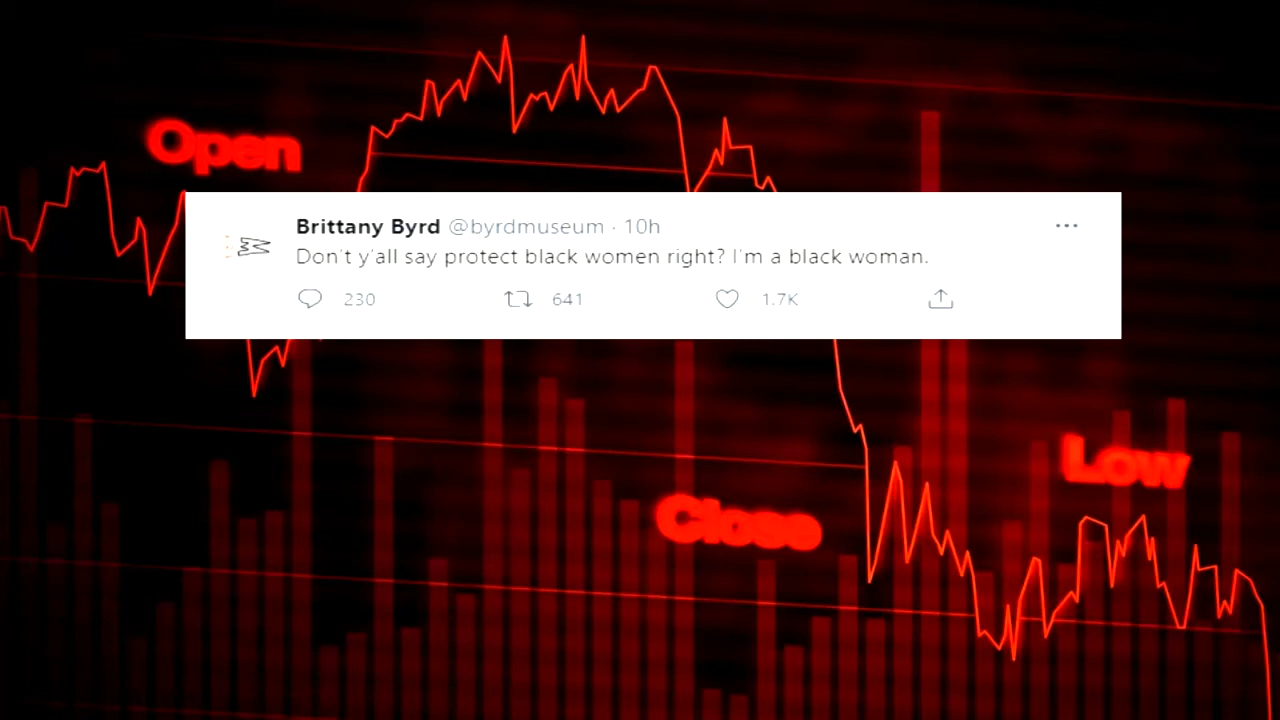 Open
Brittany Byrd @byrdmuseum · 10h
Don't y'all say protect black women right? I'm a black woman.
230 641 1.7K
Low
Close